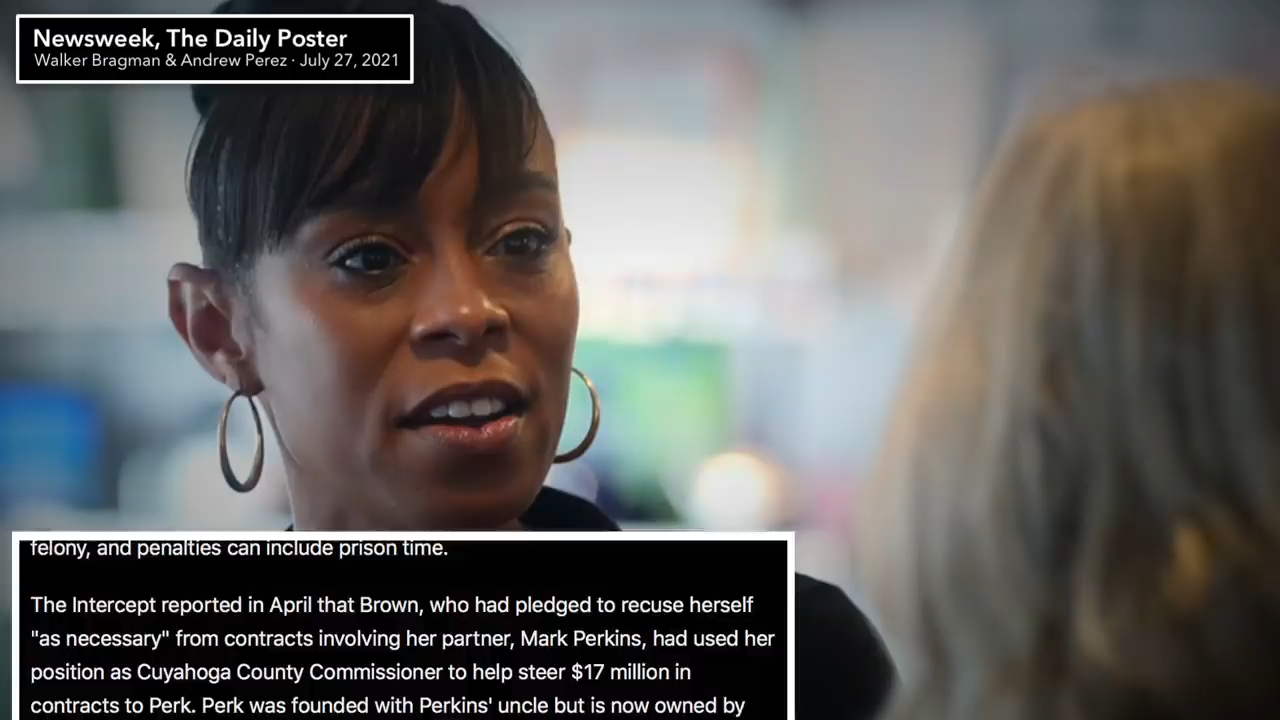 Newsweek, The Daily Poster
Walker Bragman & Andrew Perez · July 27, 2021
felony, and penalties can include prison time.
The Intercept reported in April that Brown, who had pledged to recuse herself
"as necessary" from contracts involving her partner, Mark Perkins, had used her
position as Cuyahoga County Commissioner to help steer $17 million in
contracts to Perk. Perk was founded with Perkins' uncle but is now owned by